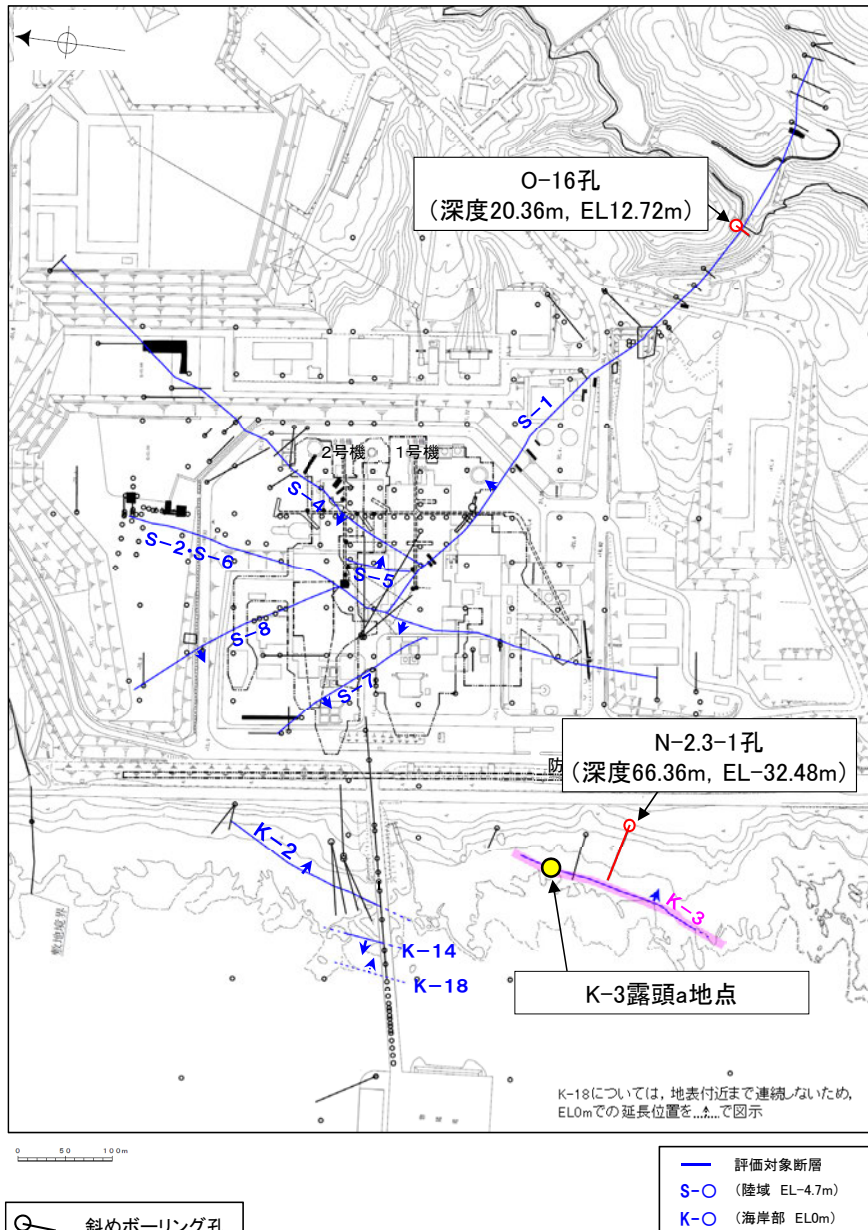 O-16孔
(深度20.36m, EL12.72m)
S-1
2号機
1号機
S-4
S-2・S-6
S-5
S-8
S-7
N-2.3-1孔
(深度66.36m, EL-32.48m)
防
K-2
K-3
敷地境界
K-14
K-18
K-3露頭a地点
K-18については，地表付近まで連続しないため，
EL0mでの延長位置を...で図示
0 50 100m
評価対象断層
S-○ (陸域 EL-4.7m)
K-○ (海岸部 EL0m)
斜めボーリング孔